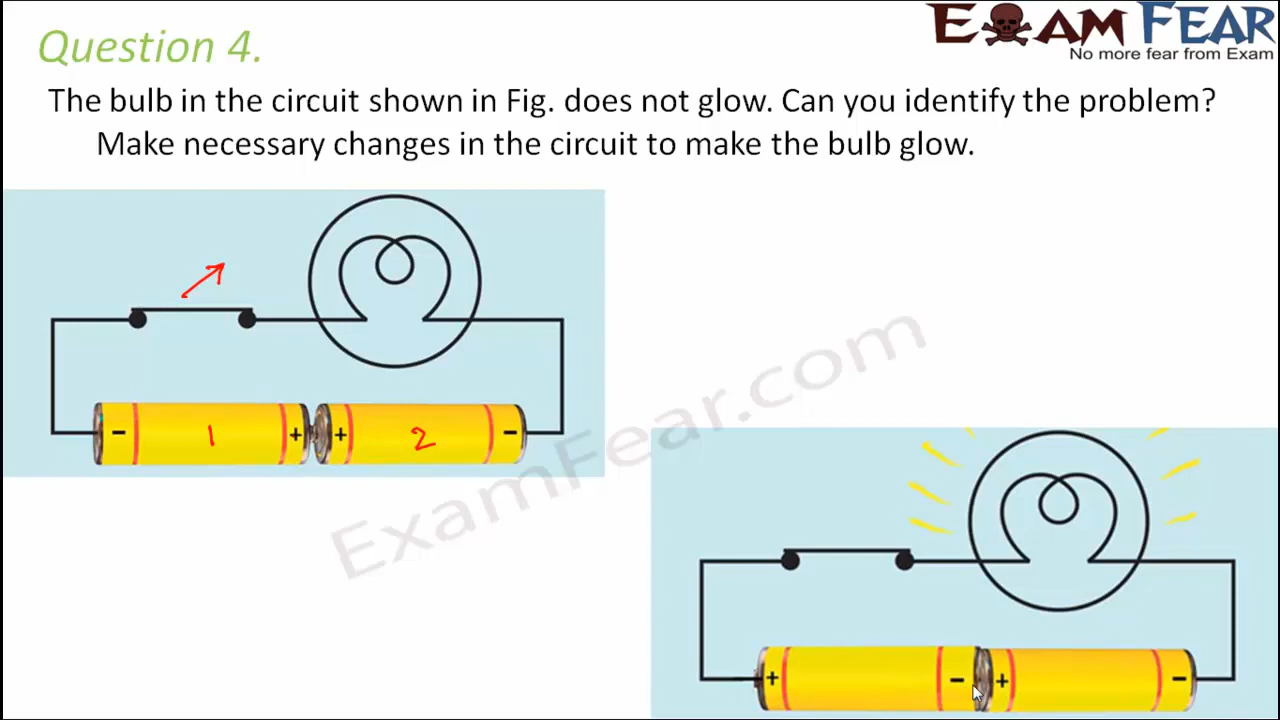 EXAM FEAR
No more fear from Exam
Question 4.
The bulb in the circuit shown in Fig. does not glow. Can you identify the problem?
Make necessary changes in the circuit to make the bulb glow.
- 1 + + 2 -
ExamFear.com
+ - + -